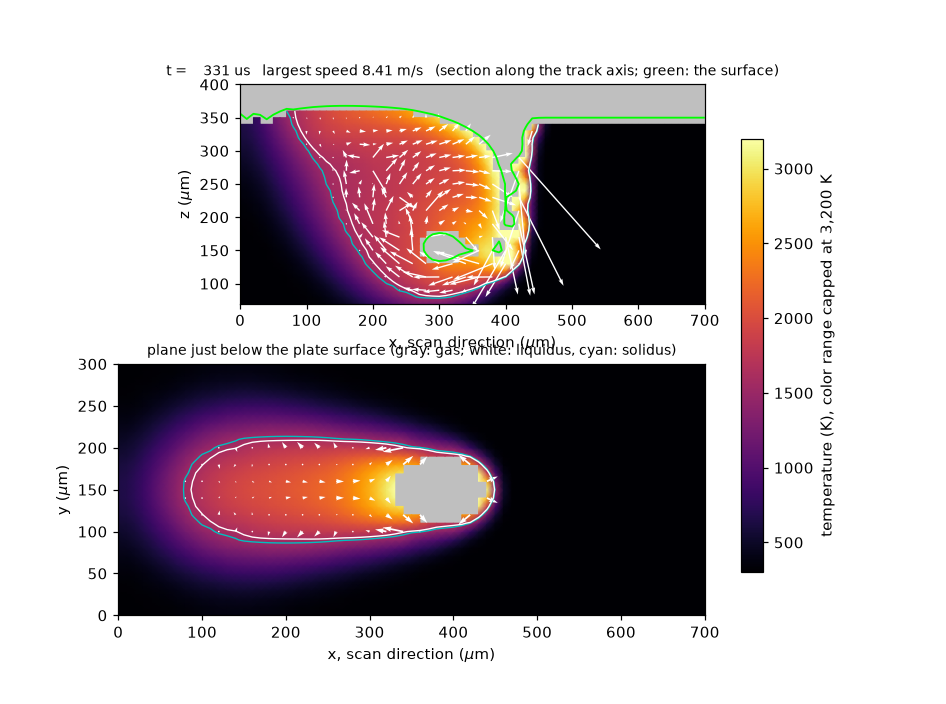 t =    331 us   largest speed 8.41 m/s   (section along the track axis; green: the surface)
400
350
300
250
200
150
100
z (μm)
0 100 200 300 400 500 600 700
x, scan direction (μm)
plane just below the plate surface (gray: gas; white: liquidus, cyan: solidus)
300
250
200
150
100
50
0
y (μm)
0 100 200 300 400 500 600 700
x, scan direction (μm)
3000
2500
2000
1500
1000
500
temperature (K), color range capped at 3,200 K